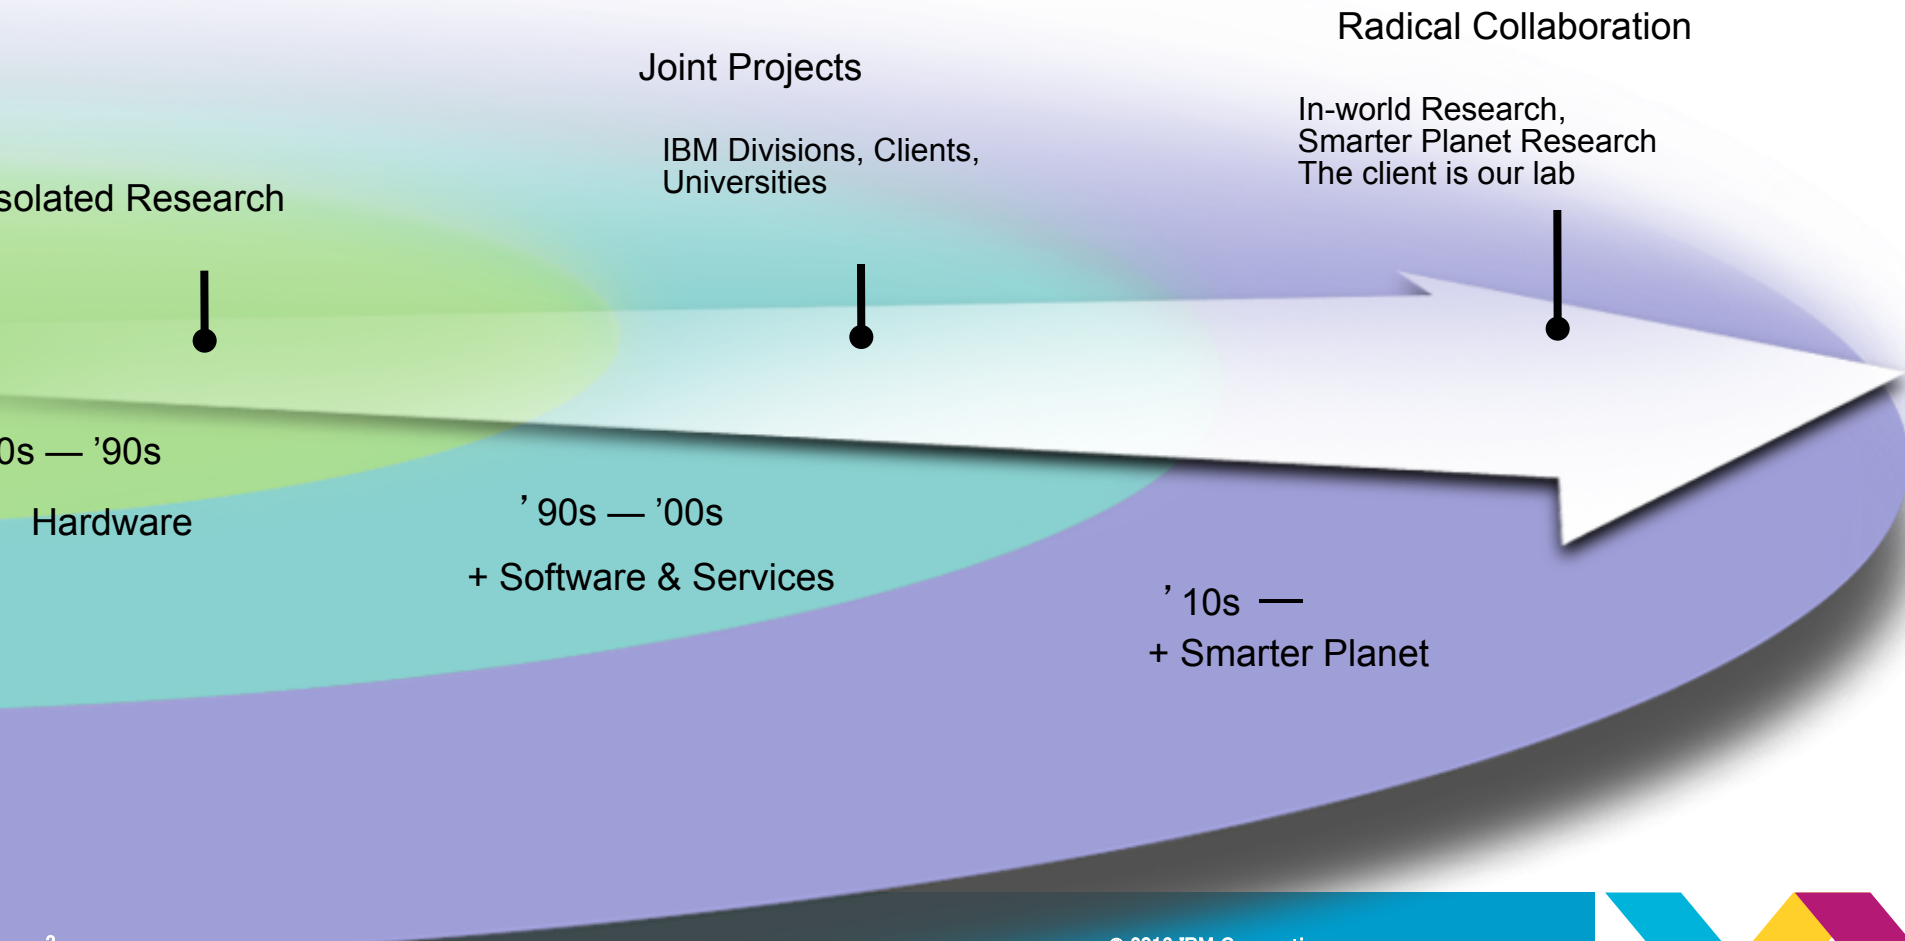 Radical Collaboration
Joint Projects
In-world Research,
Smarter Planet Research
The client is our lab
IBM Divisions, Clients,
Universities
solated Research
0s — ’90s
Hardware
’90s — ’00s
+ Software & Services
’10s —
+ Smarter Planet